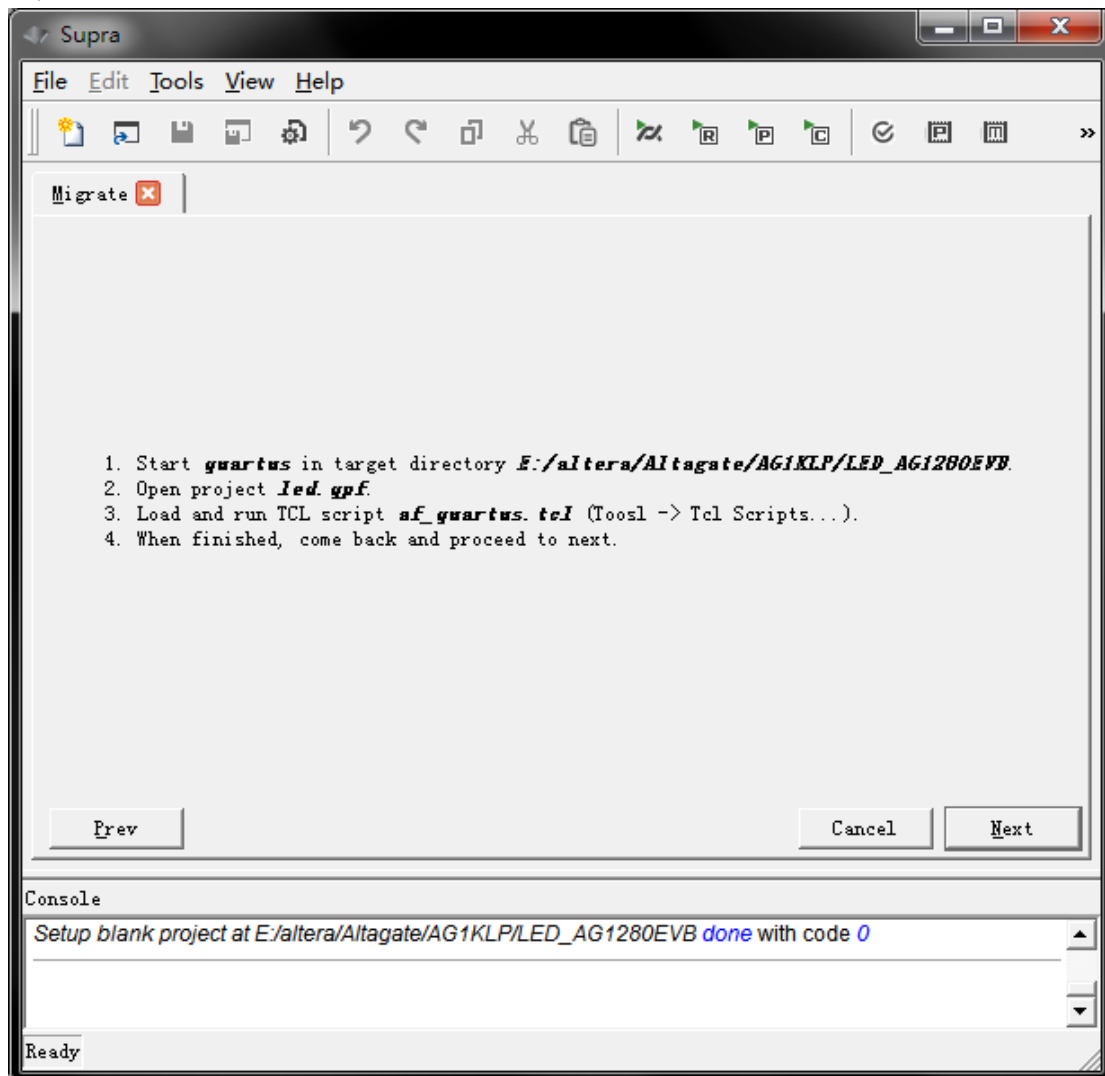 Supra
File Edit Tools View Help
R P C P m »
Migrate
1. Start quartus in target directory E:/altera/Altagate/AG1KLP/LED_AG1280EVB.
2. Open project led.qpf.
3. Load and run TCL script af_quartus.tcl (Toosl -> Tcl Scripts...).
4. When finished, come back and proceed to next.
Prev Cancel Next
Console
Setup blank project at E:/altera/Altagate/AG1KLP/LED_AG1280EVB done with code 0
Ready